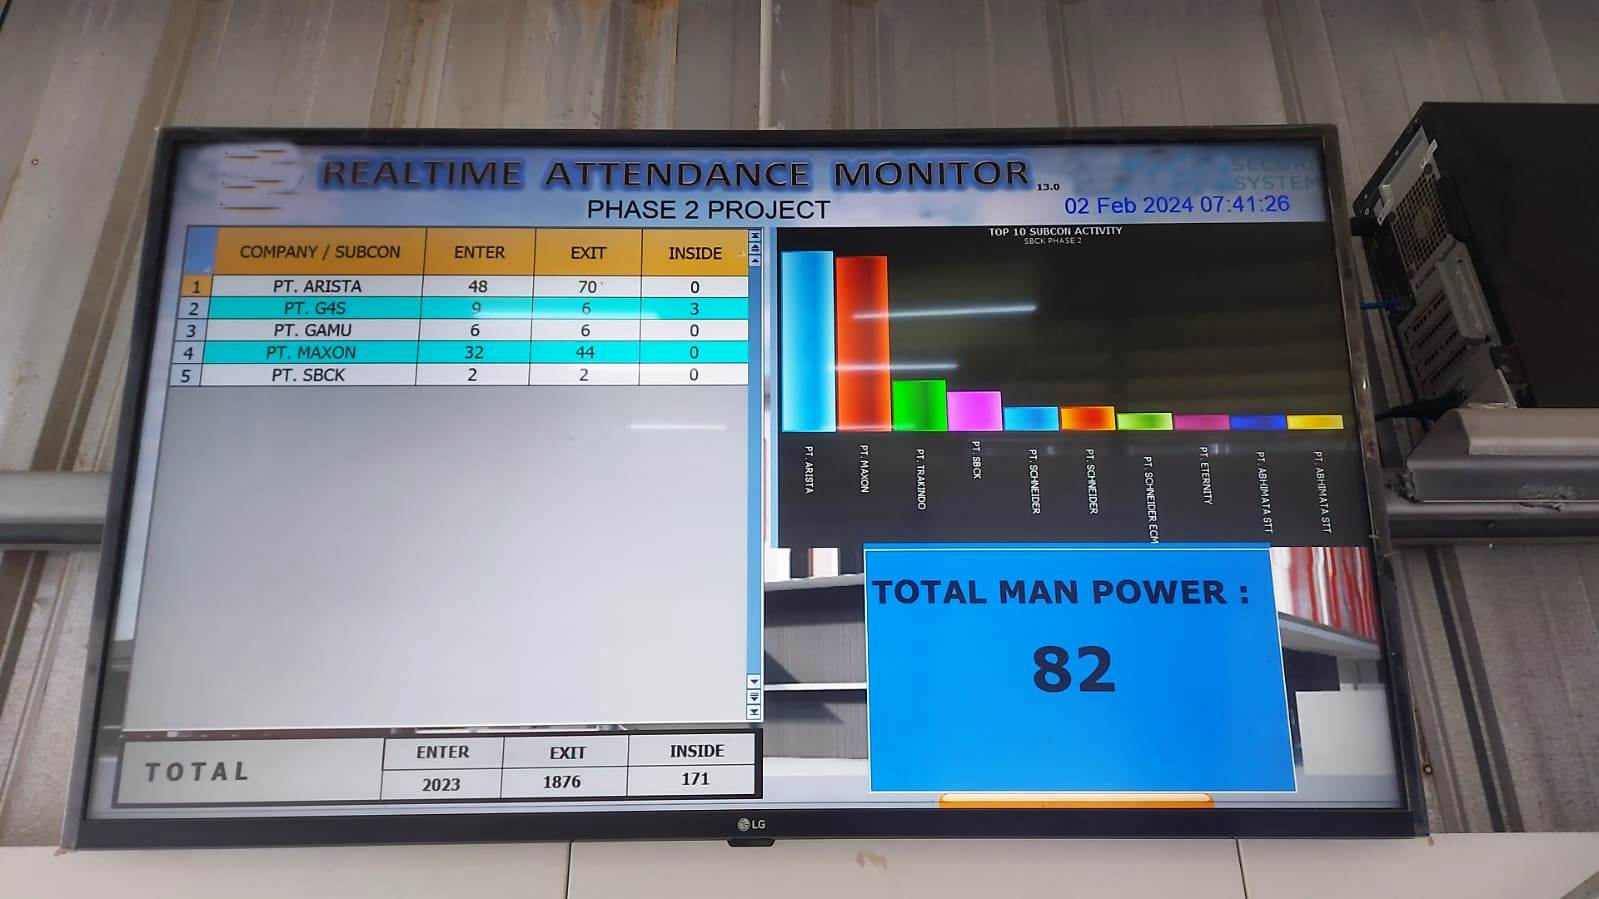 REALTIME ATTENDANCE MONITOR 13.0
SECURI
SYSTEM
PHASE 2 PROJECT
02 Feb 2024 07:41:26
COMPANY / SUBCON ENTER EXIT INSIDE
1 PT. ARISTA 48 70 0
2 PT. G4S 9 6 3
3 PT. GAMU 6 6 0
4 PT. MAXON 32 44 0
5 PT. SBCK 2 2 0
TOP 10 SUBCON ACTIVITY
SBCK PHASE 2
PT. ARISTA
PT. MAXON
PT. TRAKINDO
PT. SBCK
PT. SCHNEIDER
PT. SCHNEIDER
PT. SCHNEIDER ECM
PT. ETERNITY
PT. ABHIMATA STT
PT. ABHIMATA STT
TOTAL MAN POWER :
82
TOTAL
ENTER EXIT INSIDE
2023 1876 171
LG